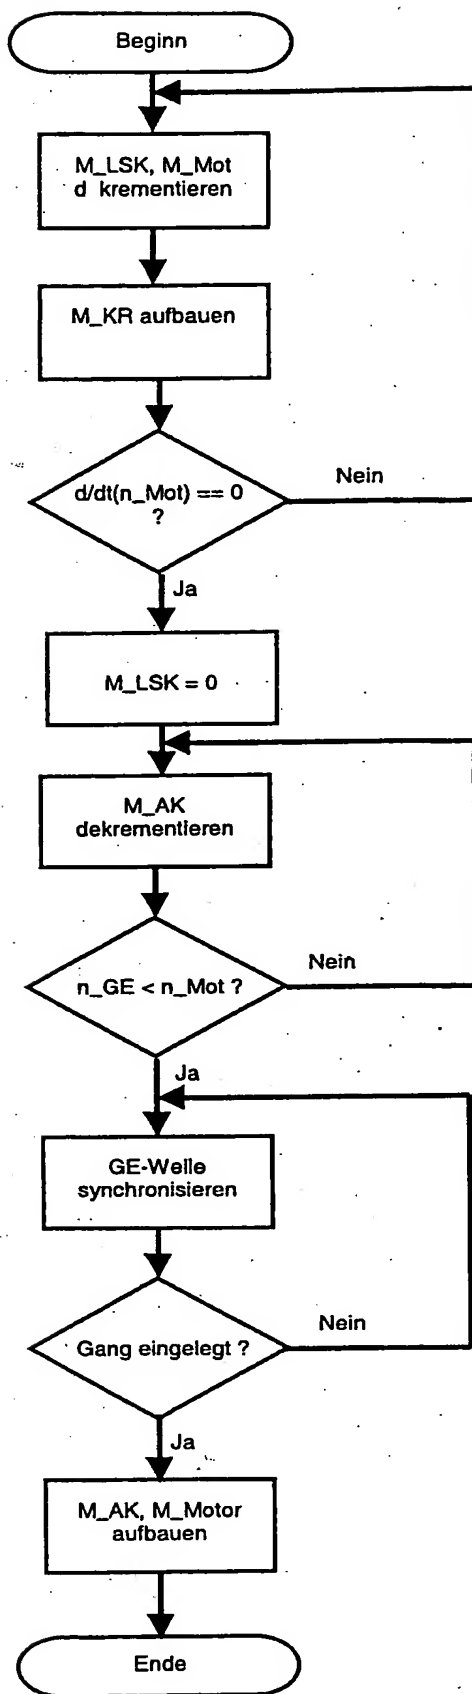 Beginn
M_LSK, M_Mot
d krementieren
M_KR aufbauen
d/dt(n_Mot) == 0
?
Nein
Ja
M_LSK = 0
M_AK
dekrementieren
n_GE < n_Mot ?
Nein
Ja
GE-Welle
synchronisieren
Gang eingelegt ?
Nein
Ja
M_AK, M_Motor
aufbauen
Ende